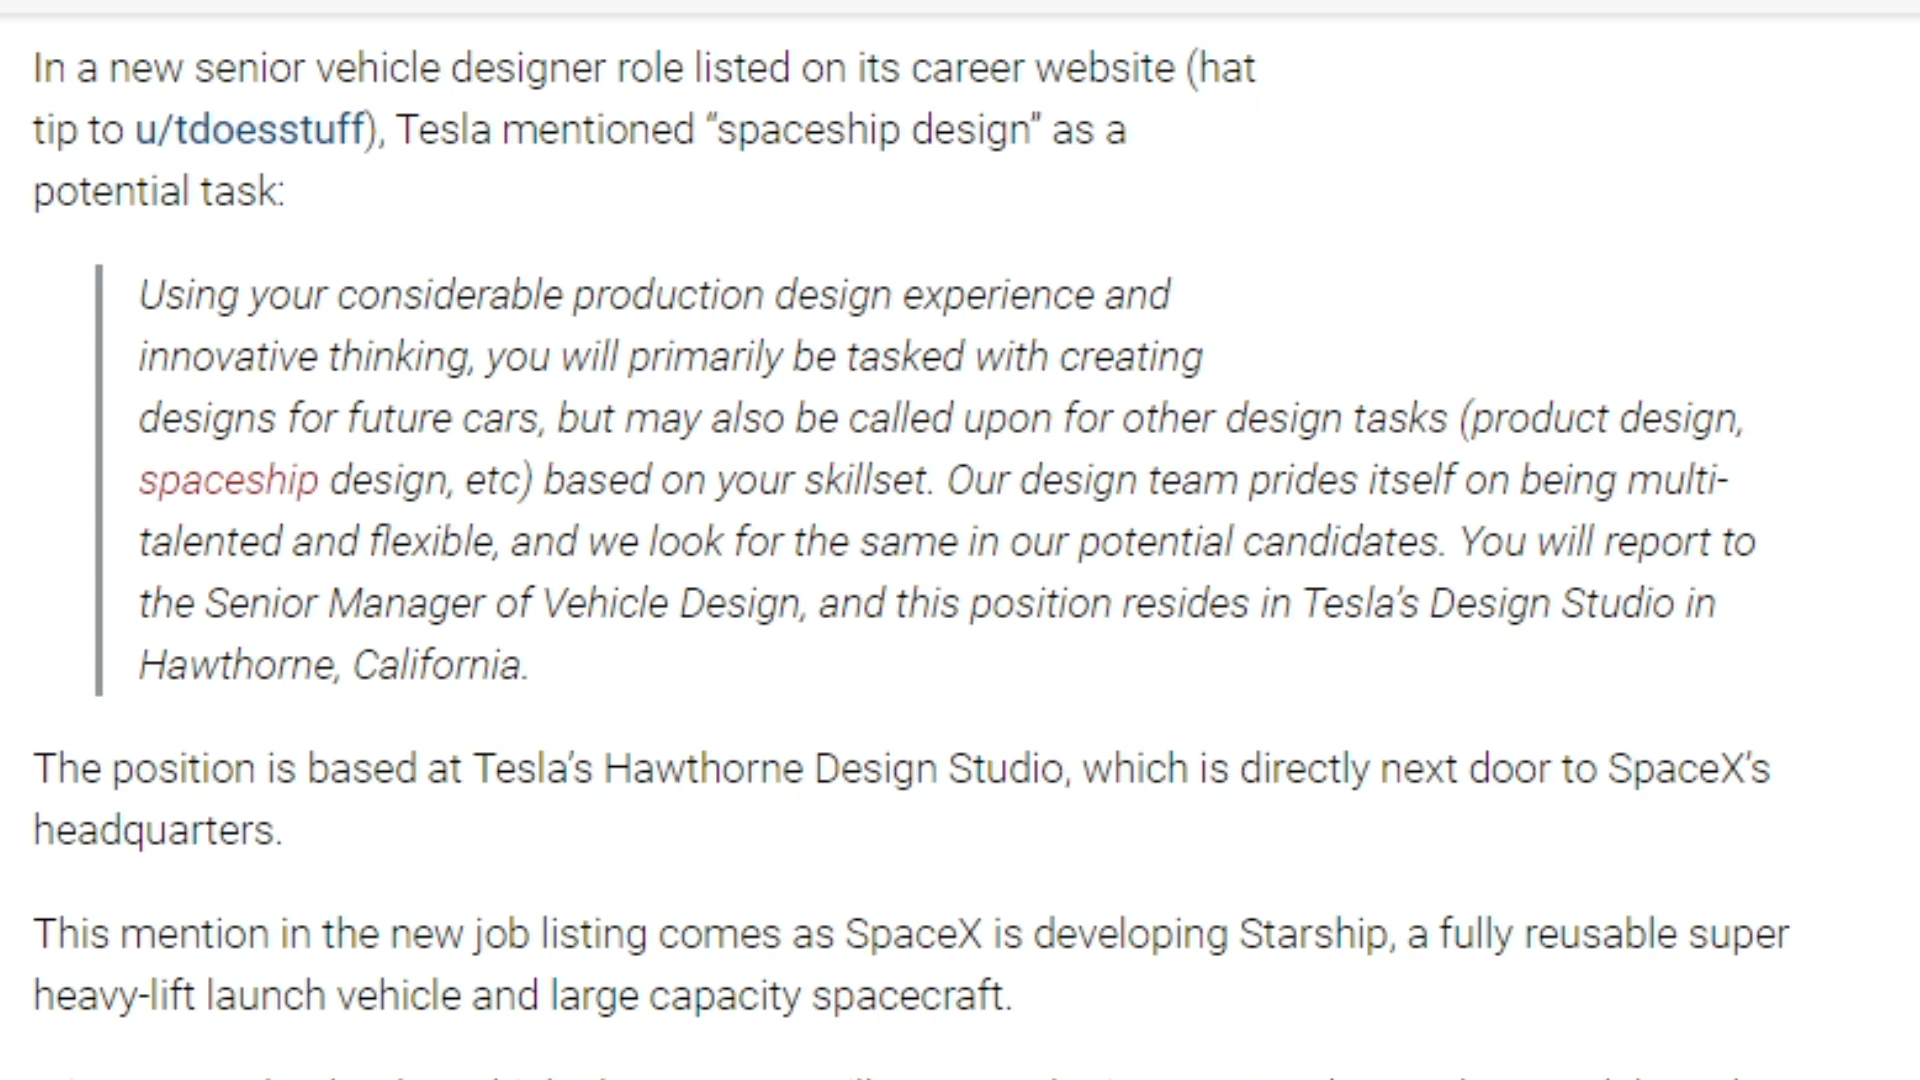 In a new senior vehicle designer role listed on its career website (hat
tip to u/tdoesstuff), Tesla mentioned “spaceship design” as a
potential task:
Using your considerable production design experience and
innovative thinking, you will primarily be tasked with creating
designs for future cars, but may also be called upon for other design tasks (product design,
spaceship design, etc) based on your skillset. Our design team prides itself on being multi-
talented and flexible, and we look for the same in our potential candidates. You will report to
the Senior Manager of Vehicle Design, and this position resides in Tesla’s Design Studio in
Hawthorne, California.
The position is based at Tesla’s Hawthorne Design Studio, which is directly next door to SpaceX’s
headquarters.
This mention in the new job listing comes as SpaceX is developing Starship, a fully reusable super
heavy-lift launch vehicle and large capacity spacecraft.